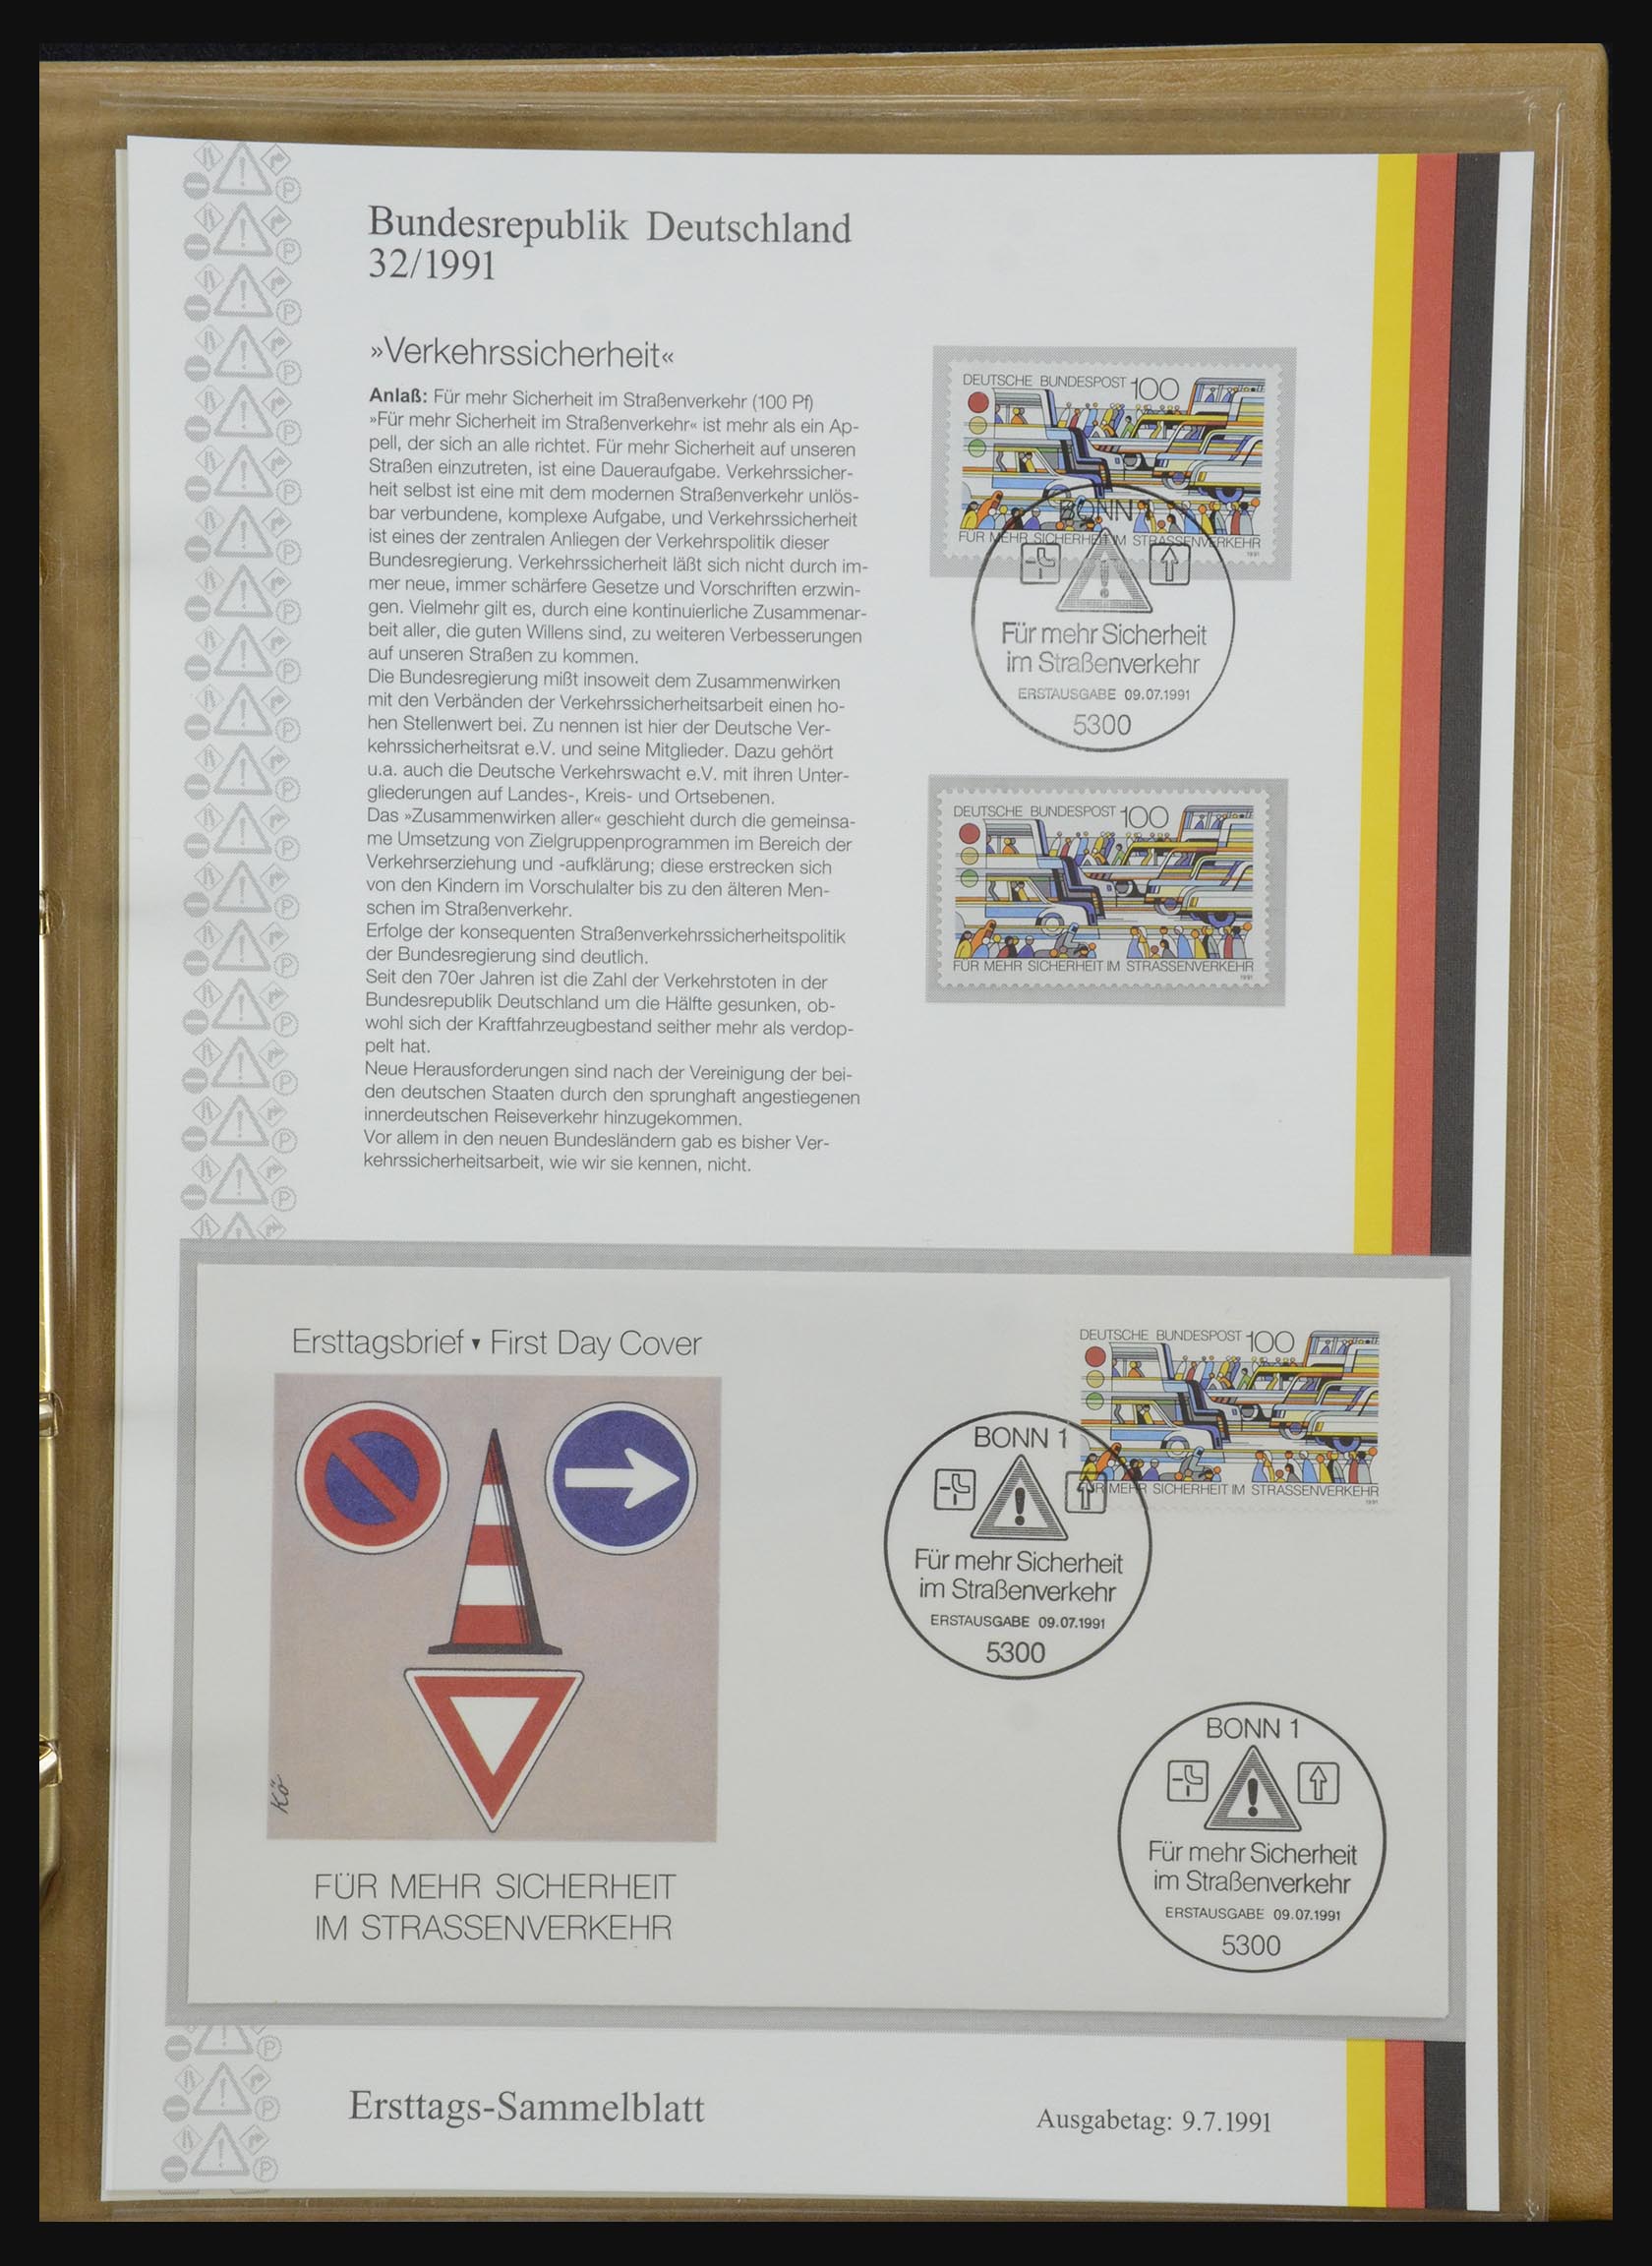 Bundesrepublik Deutschland
32/1991
»Verkehrssicherheit«
Anlaß: Für mehr Sicherheit im Straßenverkehr (100 Pf)
»Für mehr Sicherheit im Straßenverkehr« ist mehr als ein Ap-
pell, der sich an alle richtet. Für mehr Sicherheit auf unseren
Straßen einzutreten, ist eine Daueraufgabe. Verkehrssicher-
heit selbst ist eine mit dem modernen Straßenverkehr unlös-
bar verbundene, komplexe Aufgabe, und Verkehrssicherheit
ist eines der zentralen Anliegen der Verkehrspolitik dieser
Bundesregierung. Verkehrssicherheit läßt sich nicht durch im-
mer neue, immer schärfere Gesetze und Vorschriften erzwin-
gen. Vielmehr gilt es, durch eine kontinuierliche Zusammenar-
beit aller, die guten Willens sind, zu weiteren Verbesserungen
auf unseren Straßen zu kommen.
Die Bundesregierung mißt insoweit dem Zusammenwirken
mit den Verbänden der Verkehrssicherheitsarbeit einen ho-
hen Stellenwert bei. Zu nennen ist hier der Deutsche Ver-
kehrssicherheitsrat e.V. und seine Mitglieder. Dazu gehört
u.a. auch die Deutsche Verkehrswacht e.V. mit ihren Unter-
gliederungen auf Landes-, Kreis- und Ortsebenen.
Das »Zusammenwirken aller« geschieht durch die gemeinsa-
me Umsetzung von Zielgruppenprogrammen im Bereich der
Verkehrserziehung und -aufklärung; diese erstrecken sich
von den Kindern im Vorschulalter bis zu den älteren Men-
schen im Straßenverkehr.
Erfolge der konsequenten Straßenverkehrssicherheitspolitik
der Bundesregierung sind deutlich.
Seit den 70er Jahren ist die Zahl der Verkehrstoten in der
Bundesrepublik Deutschland um die Hälfte gesunken, ob-
wohl sich der Kraftfahrzeugbestand seither mehr als verdop-
pelt hat.
Neue Herausforderungen sind nach der Vereinigung der bei-
den deutschen Staaten durch den sprunghaft angestiegenen
innerdeutschen Reiseverkehr hinzugekommen.
Vor allem in den neuen Bundesländern gab es bisher Ver-
kehrssicherheitsarbeit, wie wir sie kennen, nicht.
DEUTSCHE BUNDESPOST 100
FÜR MEHR SICHERHEIT IM STRASSENVERKEHR
1991
BONN 1
Für mehr Sicherheit
im Straßenverkehr
ERSTAUSGABE 09.07.1991
5300
DEUTSCHE BUNDESPOST 100
FÜR MEHR SICHERHEIT IM STRASSENVERKEHR
1991
Ersttagsbrief ▾ First Day Cover
Kö
FÜR MEHR SICHERHEIT
IM STRASSENVERKEHR
DEUTSCHE BUNDESPOST 100
FÜR MEHR SICHERHEIT IM STRASSENVERKEHR
1991
BONN 1
Für mehr Sicherheit
im Straßenverkehr
ERSTAUSGABE 09.07.1991
5300
BONN 1
Für mehr Sicherheit
im Straßenverkehr
ERSTAUSGABE 09.07.1991
5300
Ersttags-Sammelblatt
Ausgabetag: 9.7.1991